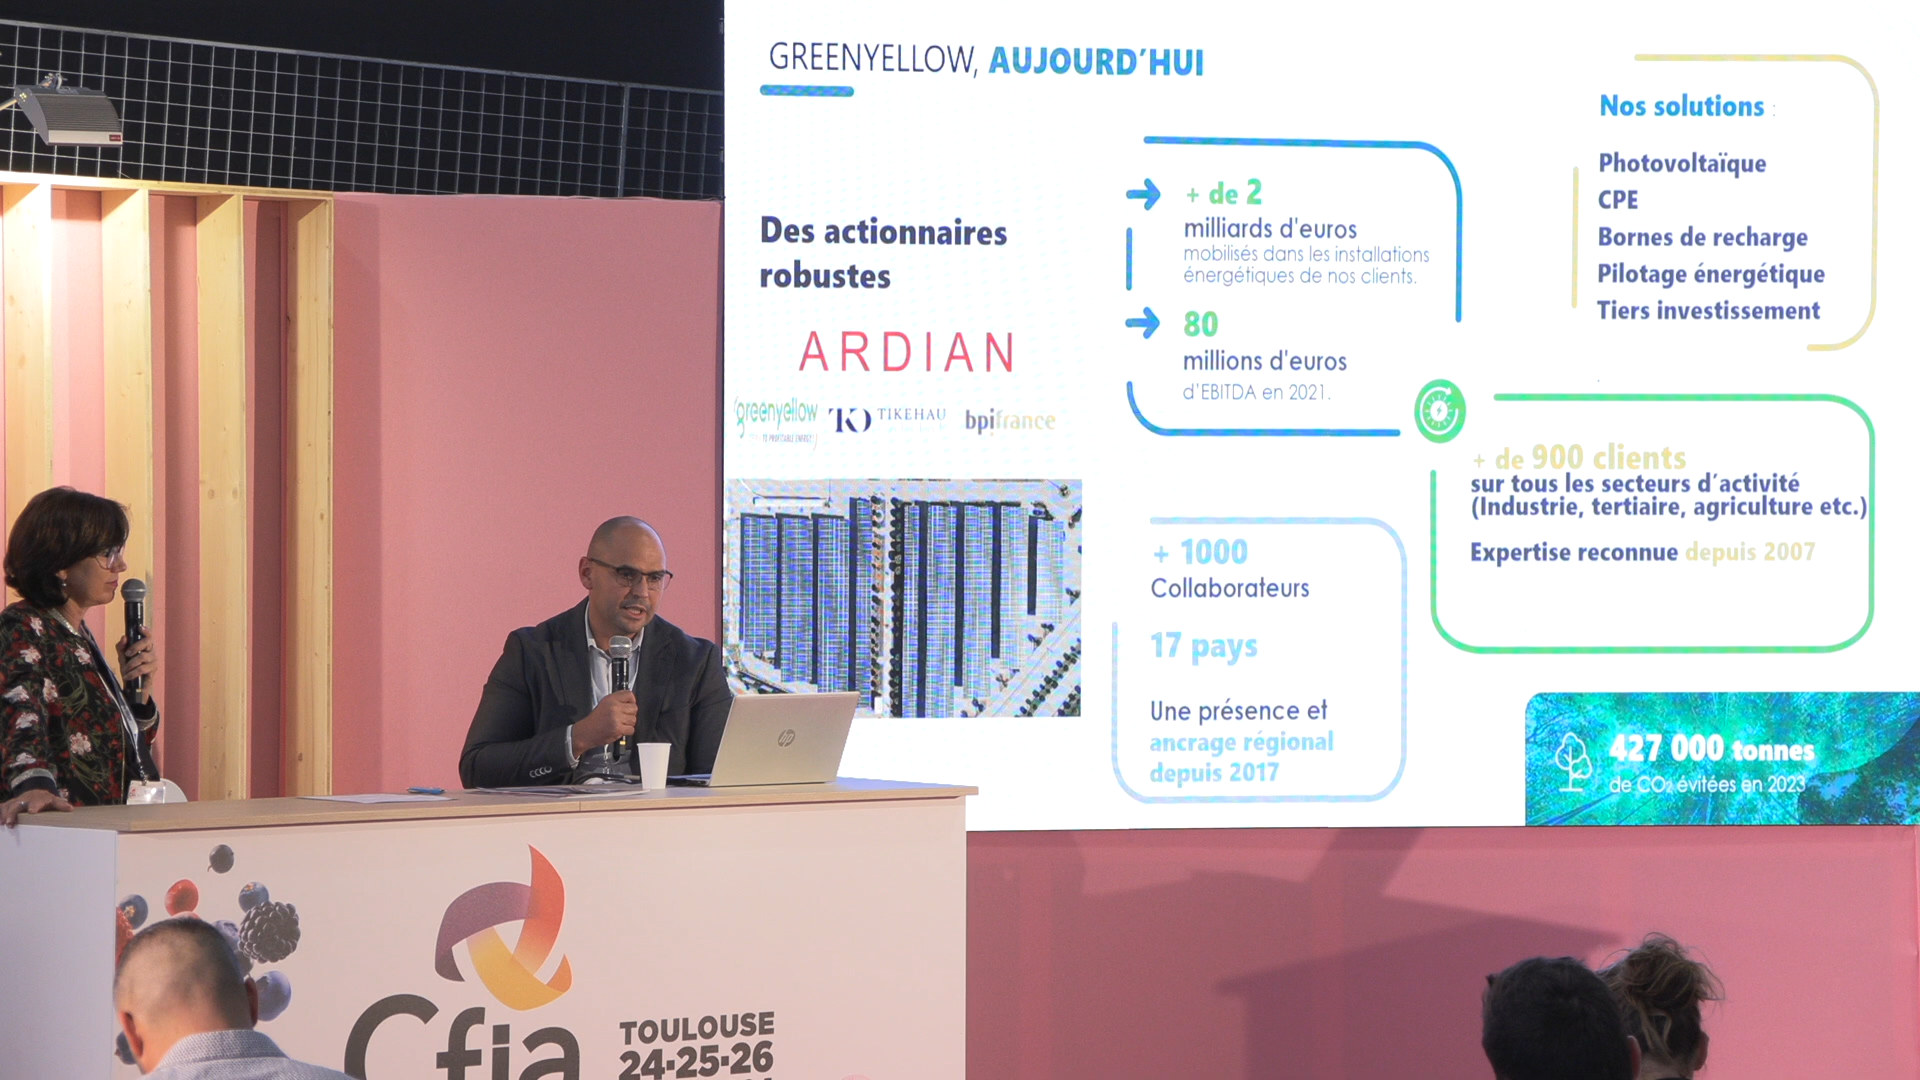 GREENYELLOW, AUJOURD'HUI
Des actionnaires
robustes
ARDIAN
greenyellow
TIKEHAU
bpifrance
+ de 2
milliards d'euros
mobilisés dans les installations
énergétiques de nos clients.
80
millions d'euros
d'EBITDA en 2021.
Nos solutions :
Photovoltaïque
CPE
Bornes de recharge
Pilotage énergétique
Tiers investissement
+ de 900 clients
sur tous les secteurs d'activité
(Industrie, tertiaire, agriculture etc.)
Expertise reconnue depuis 2007
+ 1000
Collaborateurs
17 pays
Une présence et
ancrage régional
depuis 2017
427 000 tonnes
de CO₂ évitées en 2023
hp
Cfia
TOULOUSE
24·25·26